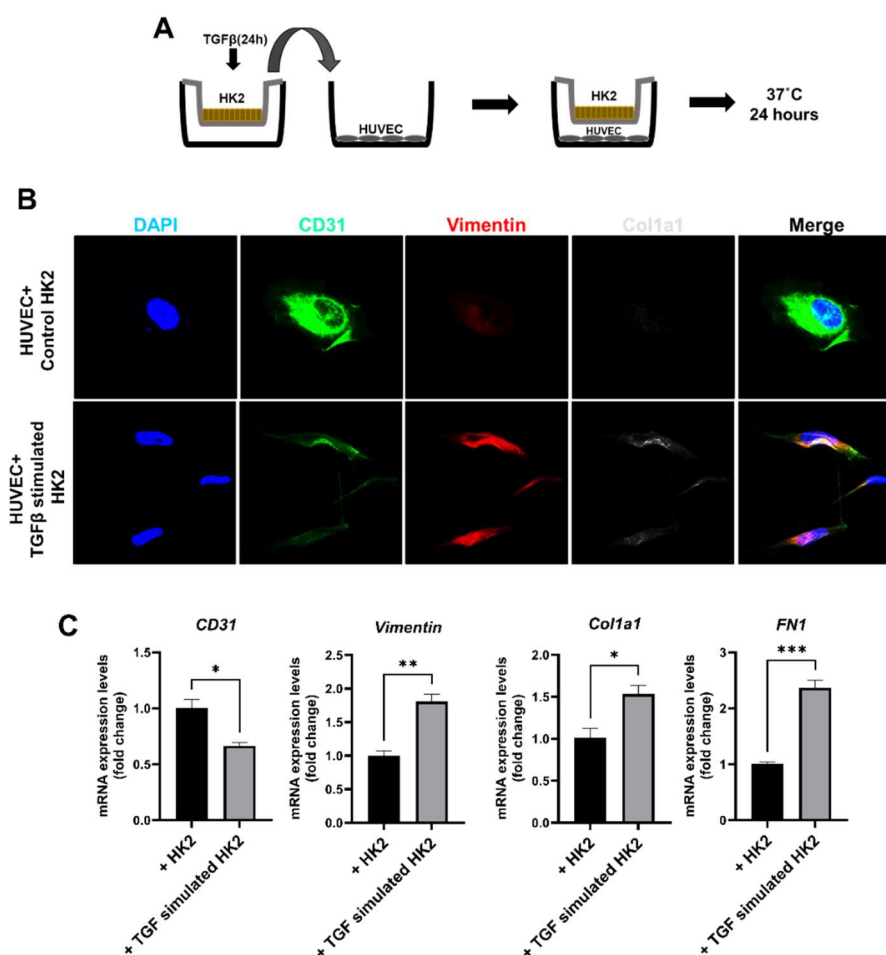 A
TGFβ(24h)
HK2
HUVEC
HK2
HUVEC
37˚C
24 hours
B
DAPI
CD31
Vimentin
Col1a1
Merge
HUVEC+
Control HK2
HUVEC+
TGFβ stimulated
HK2
C
CD31
mRNA expression levels
(fold change)
1.5
1.0
0.5
0.0
*
+ HK2
+ TGF simulated HK2
Vimentin
mRNA expression levels
(fold change)
2.5
2.0
1.5
1.0
0.5
0.0
**
+ HK2
+ TGF simulated HK2
Col1a1
mRNA expression levels
(fold change)
2.0
1.5
1.0
0.5
0.0
*
+ HK2
+ TGF simulated HK2
FN1
mRNA expression levels
(fold change)
3
2
1
0
***
+ HK2
+ TGF simulated HK2